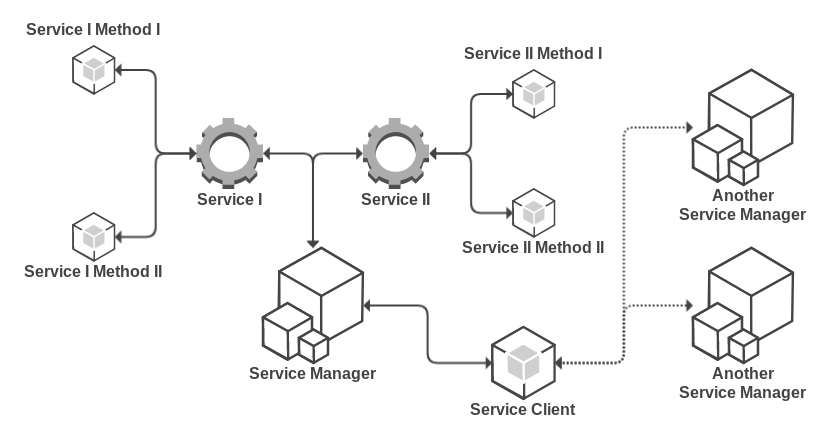 Service I Method I
Service II Method I
Service I
Service II
Another
Service Manager
Service II Method II
Service I Method II
Service Manager
Another
Service Manager
Service Client